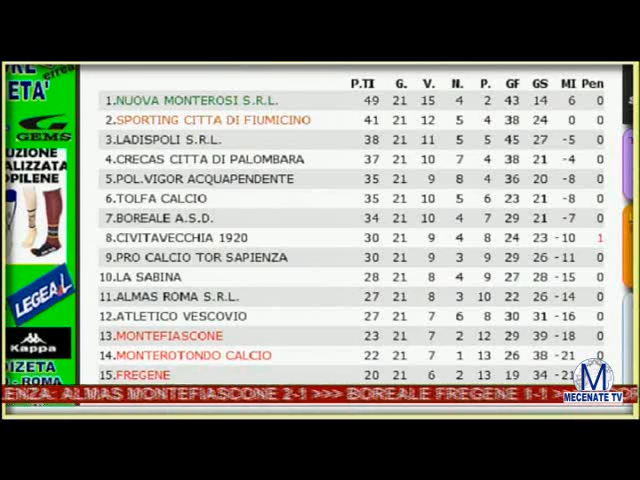 P.TI G. V. N. P. GF GS MI Pen
1.NUOVA MONTEROSI S.R.L. 49 21 15 4 2 43 14 6 0
2.SPORTING CITTA DI FIUMICINO 41 21 12 5 4 38 24 0 0
3.LADISPOLI S.R.L. 38 21 11 5 5 45 27 -5 0
4.CRECAS CITTA DI PALOMBARA 37 21 10 7 4 38 21 -4 0
5.POL.VIGOR ACQUAPENDENTE 35 21 9 8 4 36 20 -8 0
6.TOLFA CALCIO 35 21 10 5 6 23 21 -8 0
7.BOREALE A.S.D. 34 21 10 4 7 29 21 -7 0
8.CIVITAVECCHIA 1920 30 21 9 4 8 24 23 -10 1
9.PRO CALCIO TOR SAPIENZA 30 21 9 3 9 29 26 -11 0
10.LA SABINA 28 21 8 4 9 27 28 -15 0
11.ALMAS ROMA S.R.L. 27 21 8 3 10 22 26 -14 0
12.ATLETICO VESCOVIO 27 21 7 6 8 30 31 -16 0
13.MONTEFIASCONE 23 21 7 2 12 29 39 -18 0
14.MONTEROTONDO CALCIO 22 21 7 1 13 26 38 -21 0
15.FREGENE 20 21 6 2 13 19 34 -21
ENZA: ALMAS MONTEFIASCONE 2-1 >>> BOREALE FREGENE 1-1 >>>
errea
ETA'
GEMS
UZIONE
ALIZZATA
OPILENE
LEGEA
Kappa
DIZETA
- ROMA
M
MECENATE TV